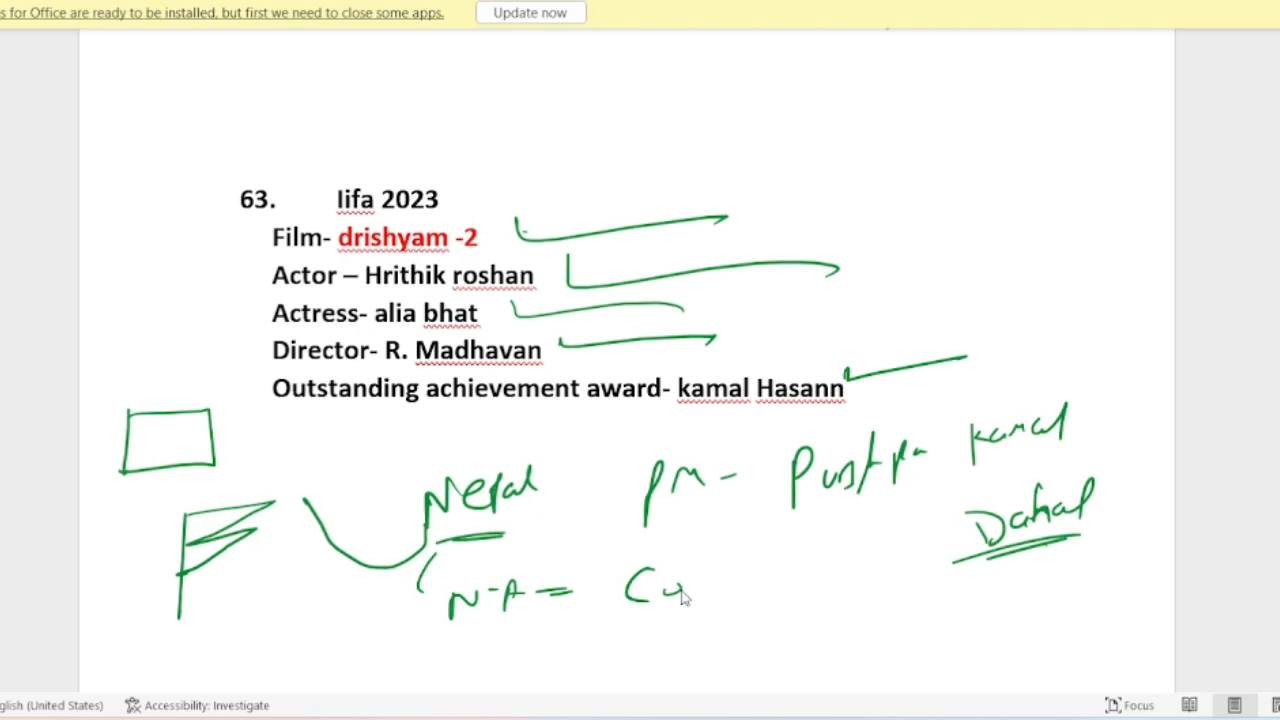 s for Office are ready to be installed, but first we need to close some apps. Update now
63. Iifa 2023
Film- drishyam -2
Actor – Hrithik roshan
Actress- alia bhat
Director- R. Madhavan
Outstanding achievement award- kamal Hasann
Nepal PM - Kamal
Dahal
N-A =
glish (United States) Accessibility: Investigate Focus